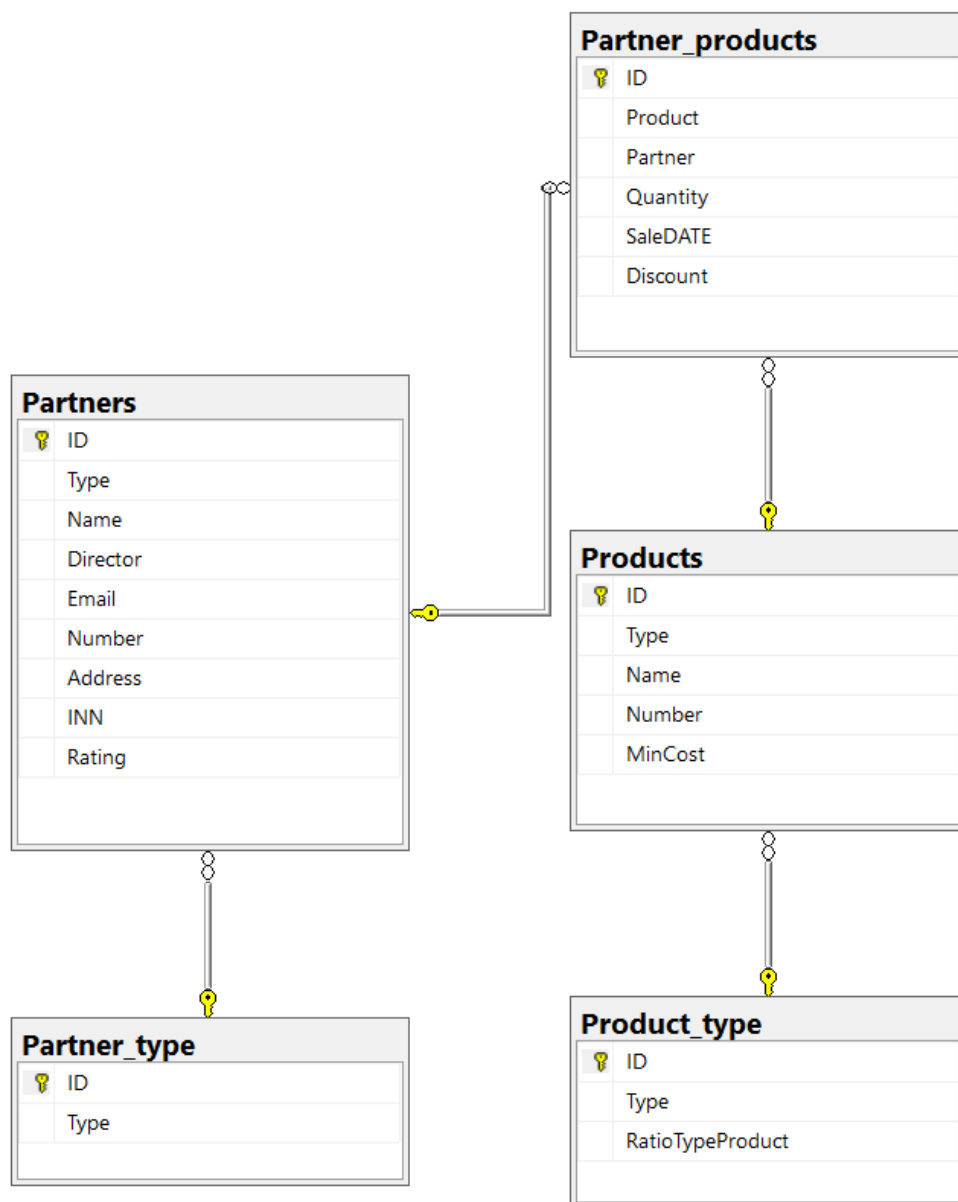 Partner_products
ID
Product
Partner
Quantity
SaleDATE
Discount
Partners
ID
Type
Name
Director
Email
Number
Address
INN
Rating
Products
ID
Type
Name
Number
MinCost
Partner_type
ID
Type
Product_type
ID
Type
RatioTypeProduct